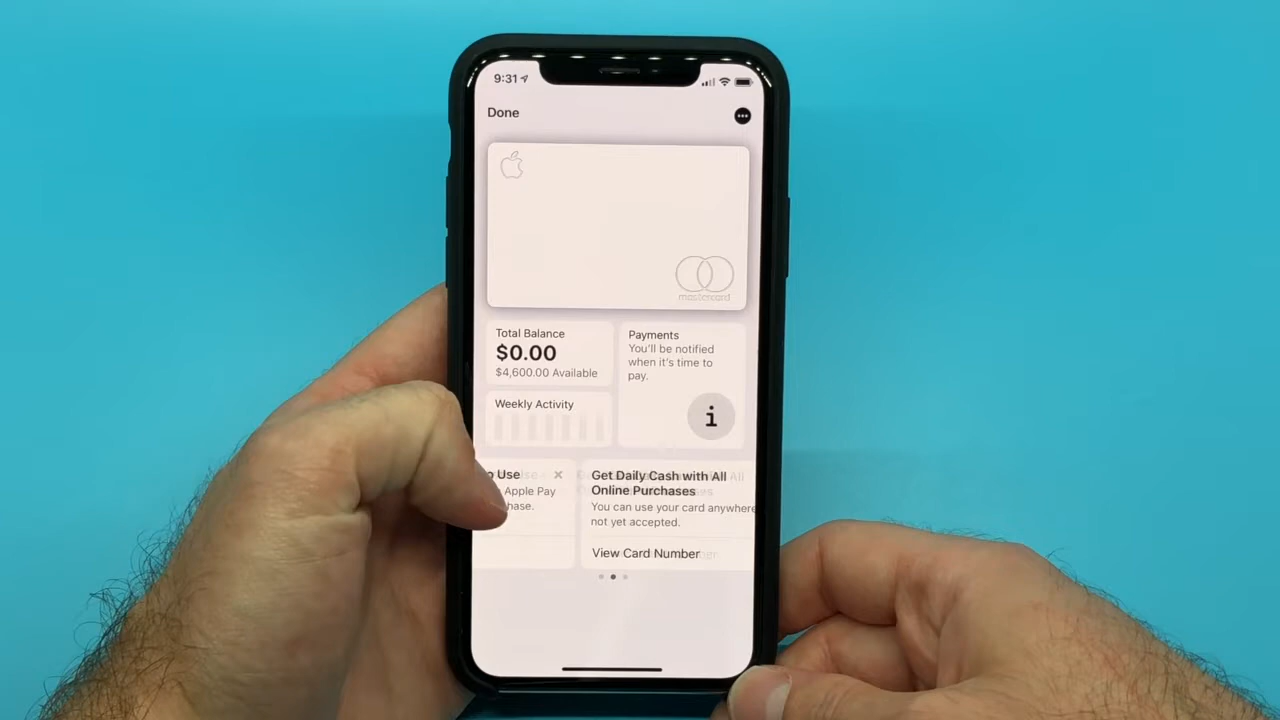 9:31
Done
mastercard
Total Balance
$0.00
$4,600.00 Available
Payments
You'll be notified
when it's time to
pay.
i
Weekly Activity
o Use
Apple Pay
hase.
Get Daily Cash with All
Online Purchases
You can use your card anywhere
not yet accepted.
View Card Number